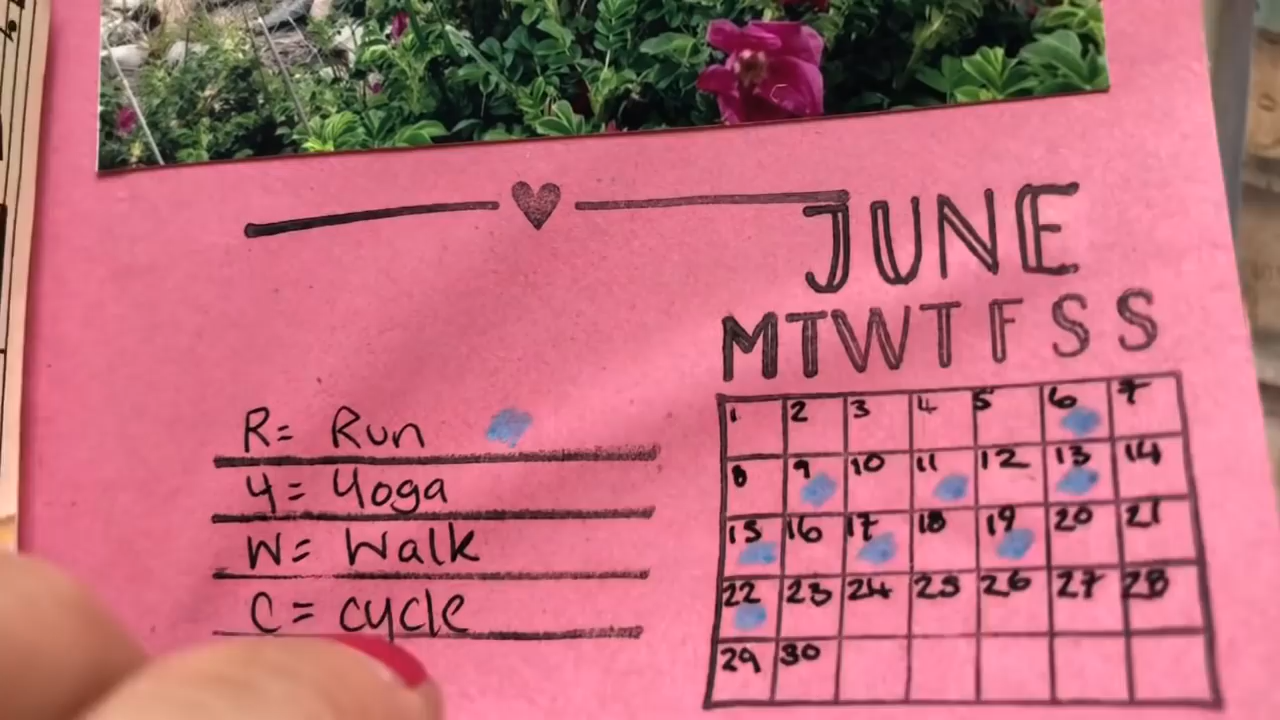 JUNE
M T W T F S S
1 2 3 4 5 6 7
8 9 10 11 12 13 14
15 16 17 18 19 20 21
22 23 24 25 26 27 28
29 30
R= Run
Y= Yoga
W= Walk
C= cycle